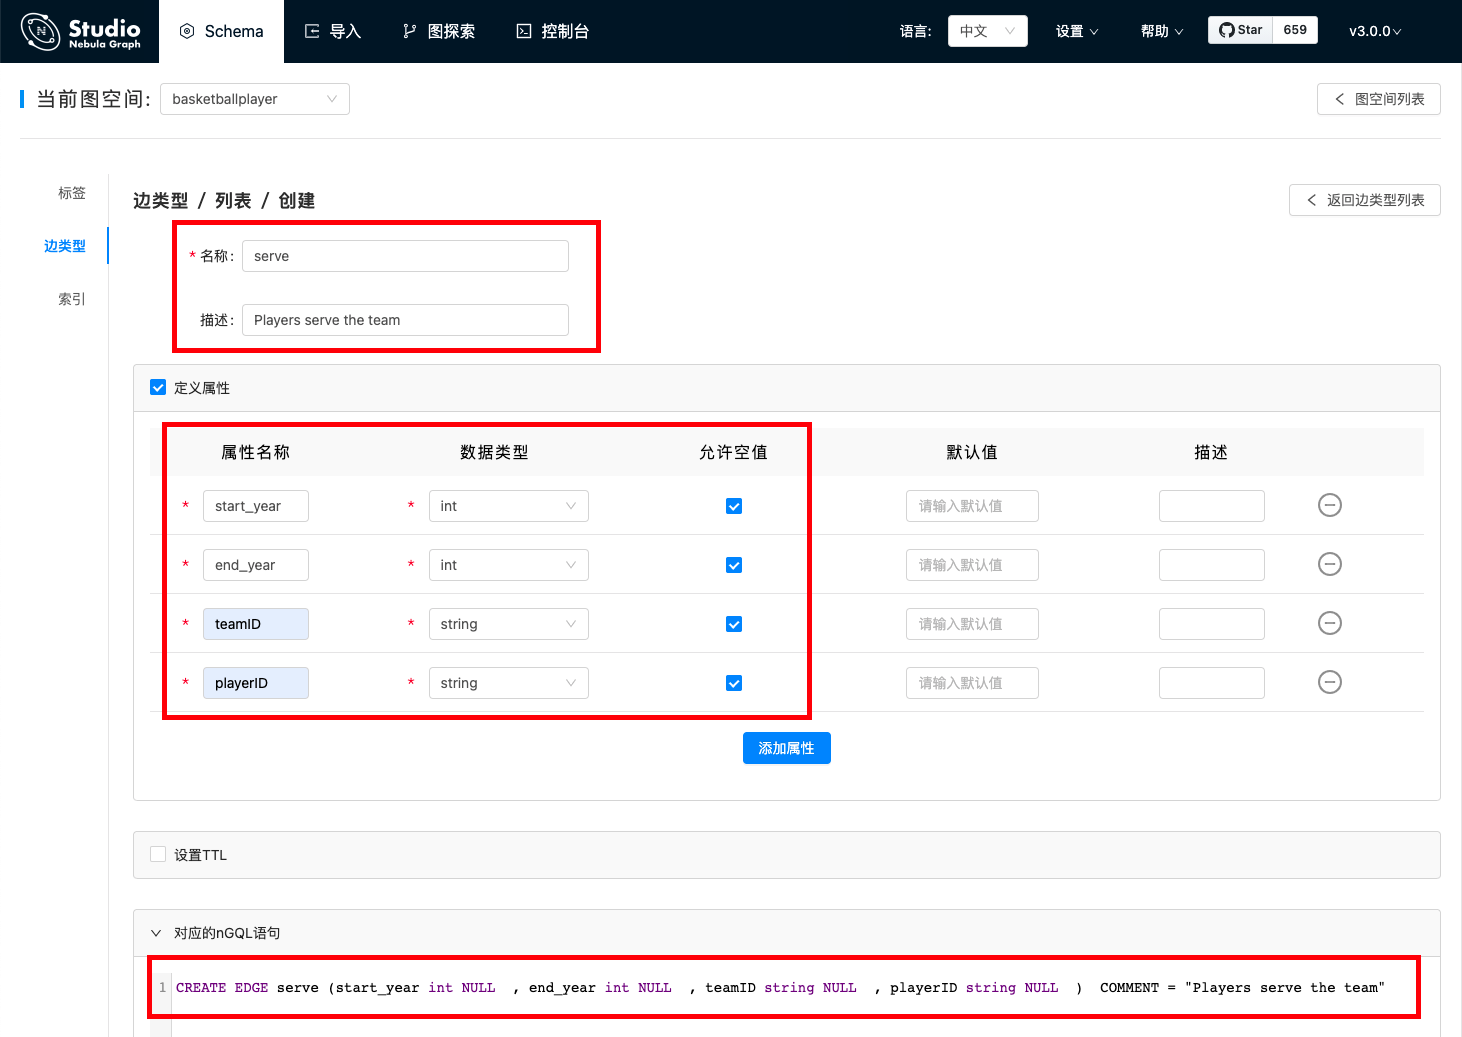 Studio
Nebula Graph
Schema
导入
图探索
控制台
语言:
中文
设置
帮助
Star
659
v3.0.0
当前图空间:
basketballplayer
图空间列表
标签
边类型
索引
边类型 / 列表 / 创建
返回边类型列表
* 名称:
serve
描述:
Players serve the team
定义属性
属性名称 数据类型 允许空值 默认值 描述
* start_year * int 请输入默认值
* end_year * int 请输入默认值
* teamID * string 请输入默认值
* playerID * string 请输入默认值
添加属性
设置TTL
对应的nGQL语句
1 CREATE EDGE serve (start_year int NULL , end_year int NULL , teamID string NULL , playerID string NULL ) COMMENT = "Players serve the team"